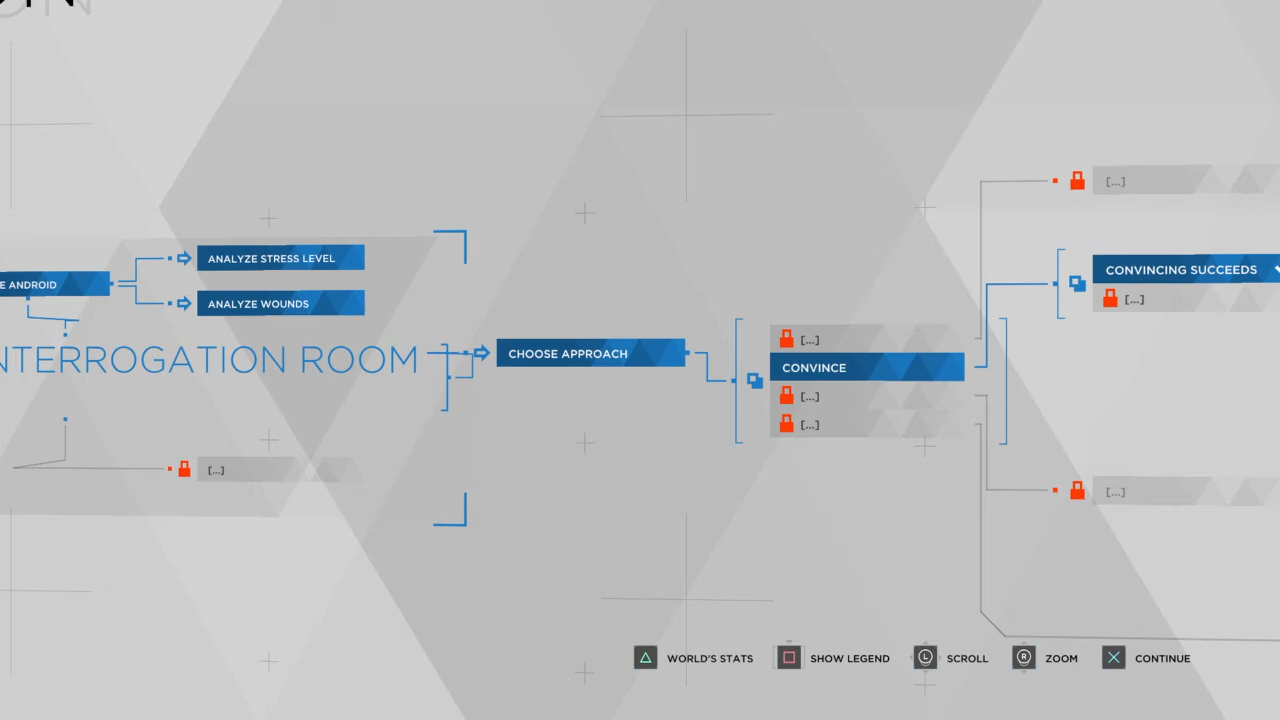 ANALYZE STRESS LEVEL
E ANDROID
ANALYZE WOUNDS
NTERROGATION ROOM
[...]
CHOOSE APPROACH
[...]
CONVINCE
[...]
[...]
[...]
CONVINCING SUCCEEDS
[...]
[...]
WORLD'S STATS
SHOW LEGEND
L
SCROLL
R
ZOOM
CONTINUE